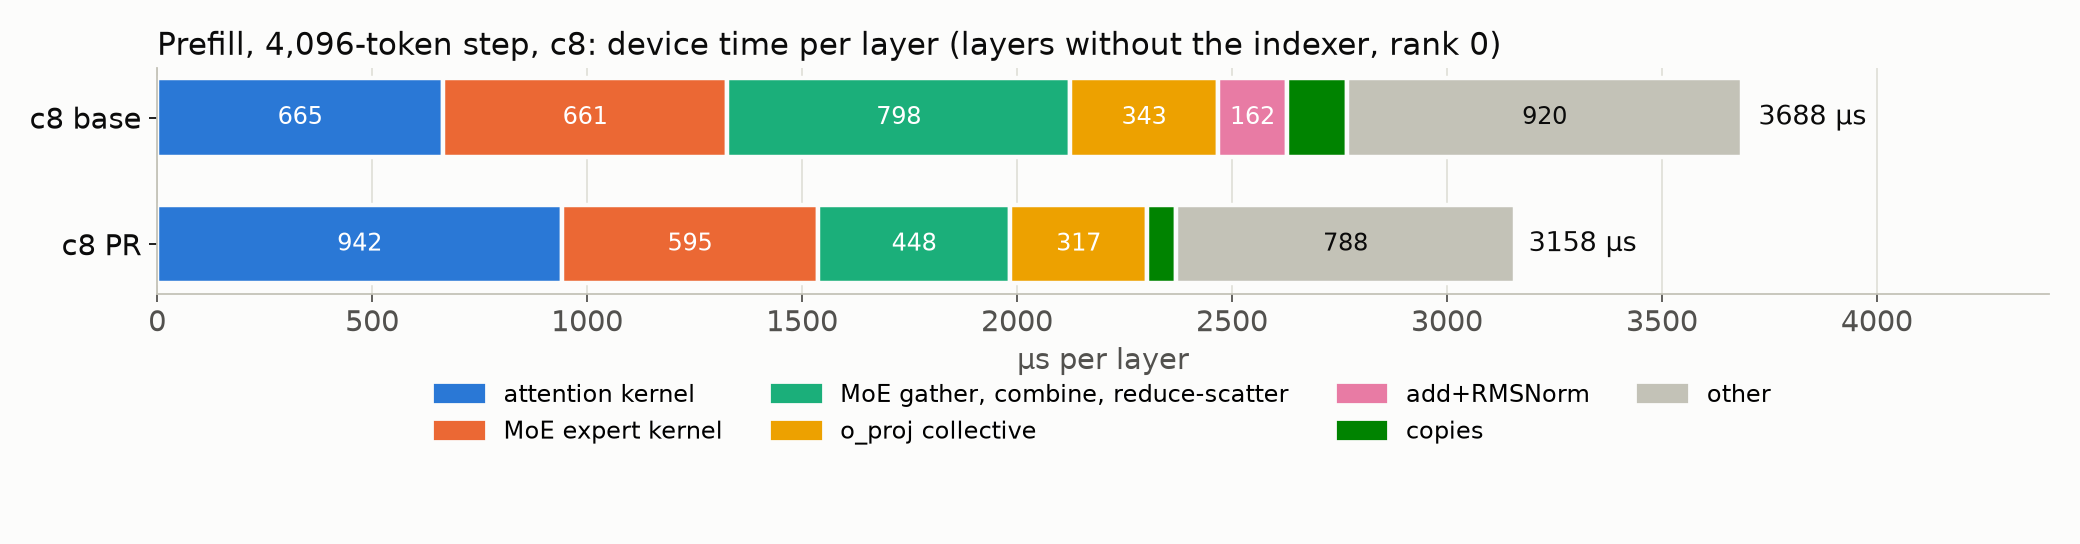 Prefill, 4,096-token step, c8: device time per layer (layers without the indexer, rank 0)
c8 base 665 661 798 343 162 920 3688 µs
c8 PR 942 595 448 317 788 3158 µs
0 500 1000 1500 2000 2500 3000 3500 4000
µs per layer
attention kernel MoE gather, combine, reduce-scatter add+RMSNorm other
MoE expert kernel o_proj collective copies